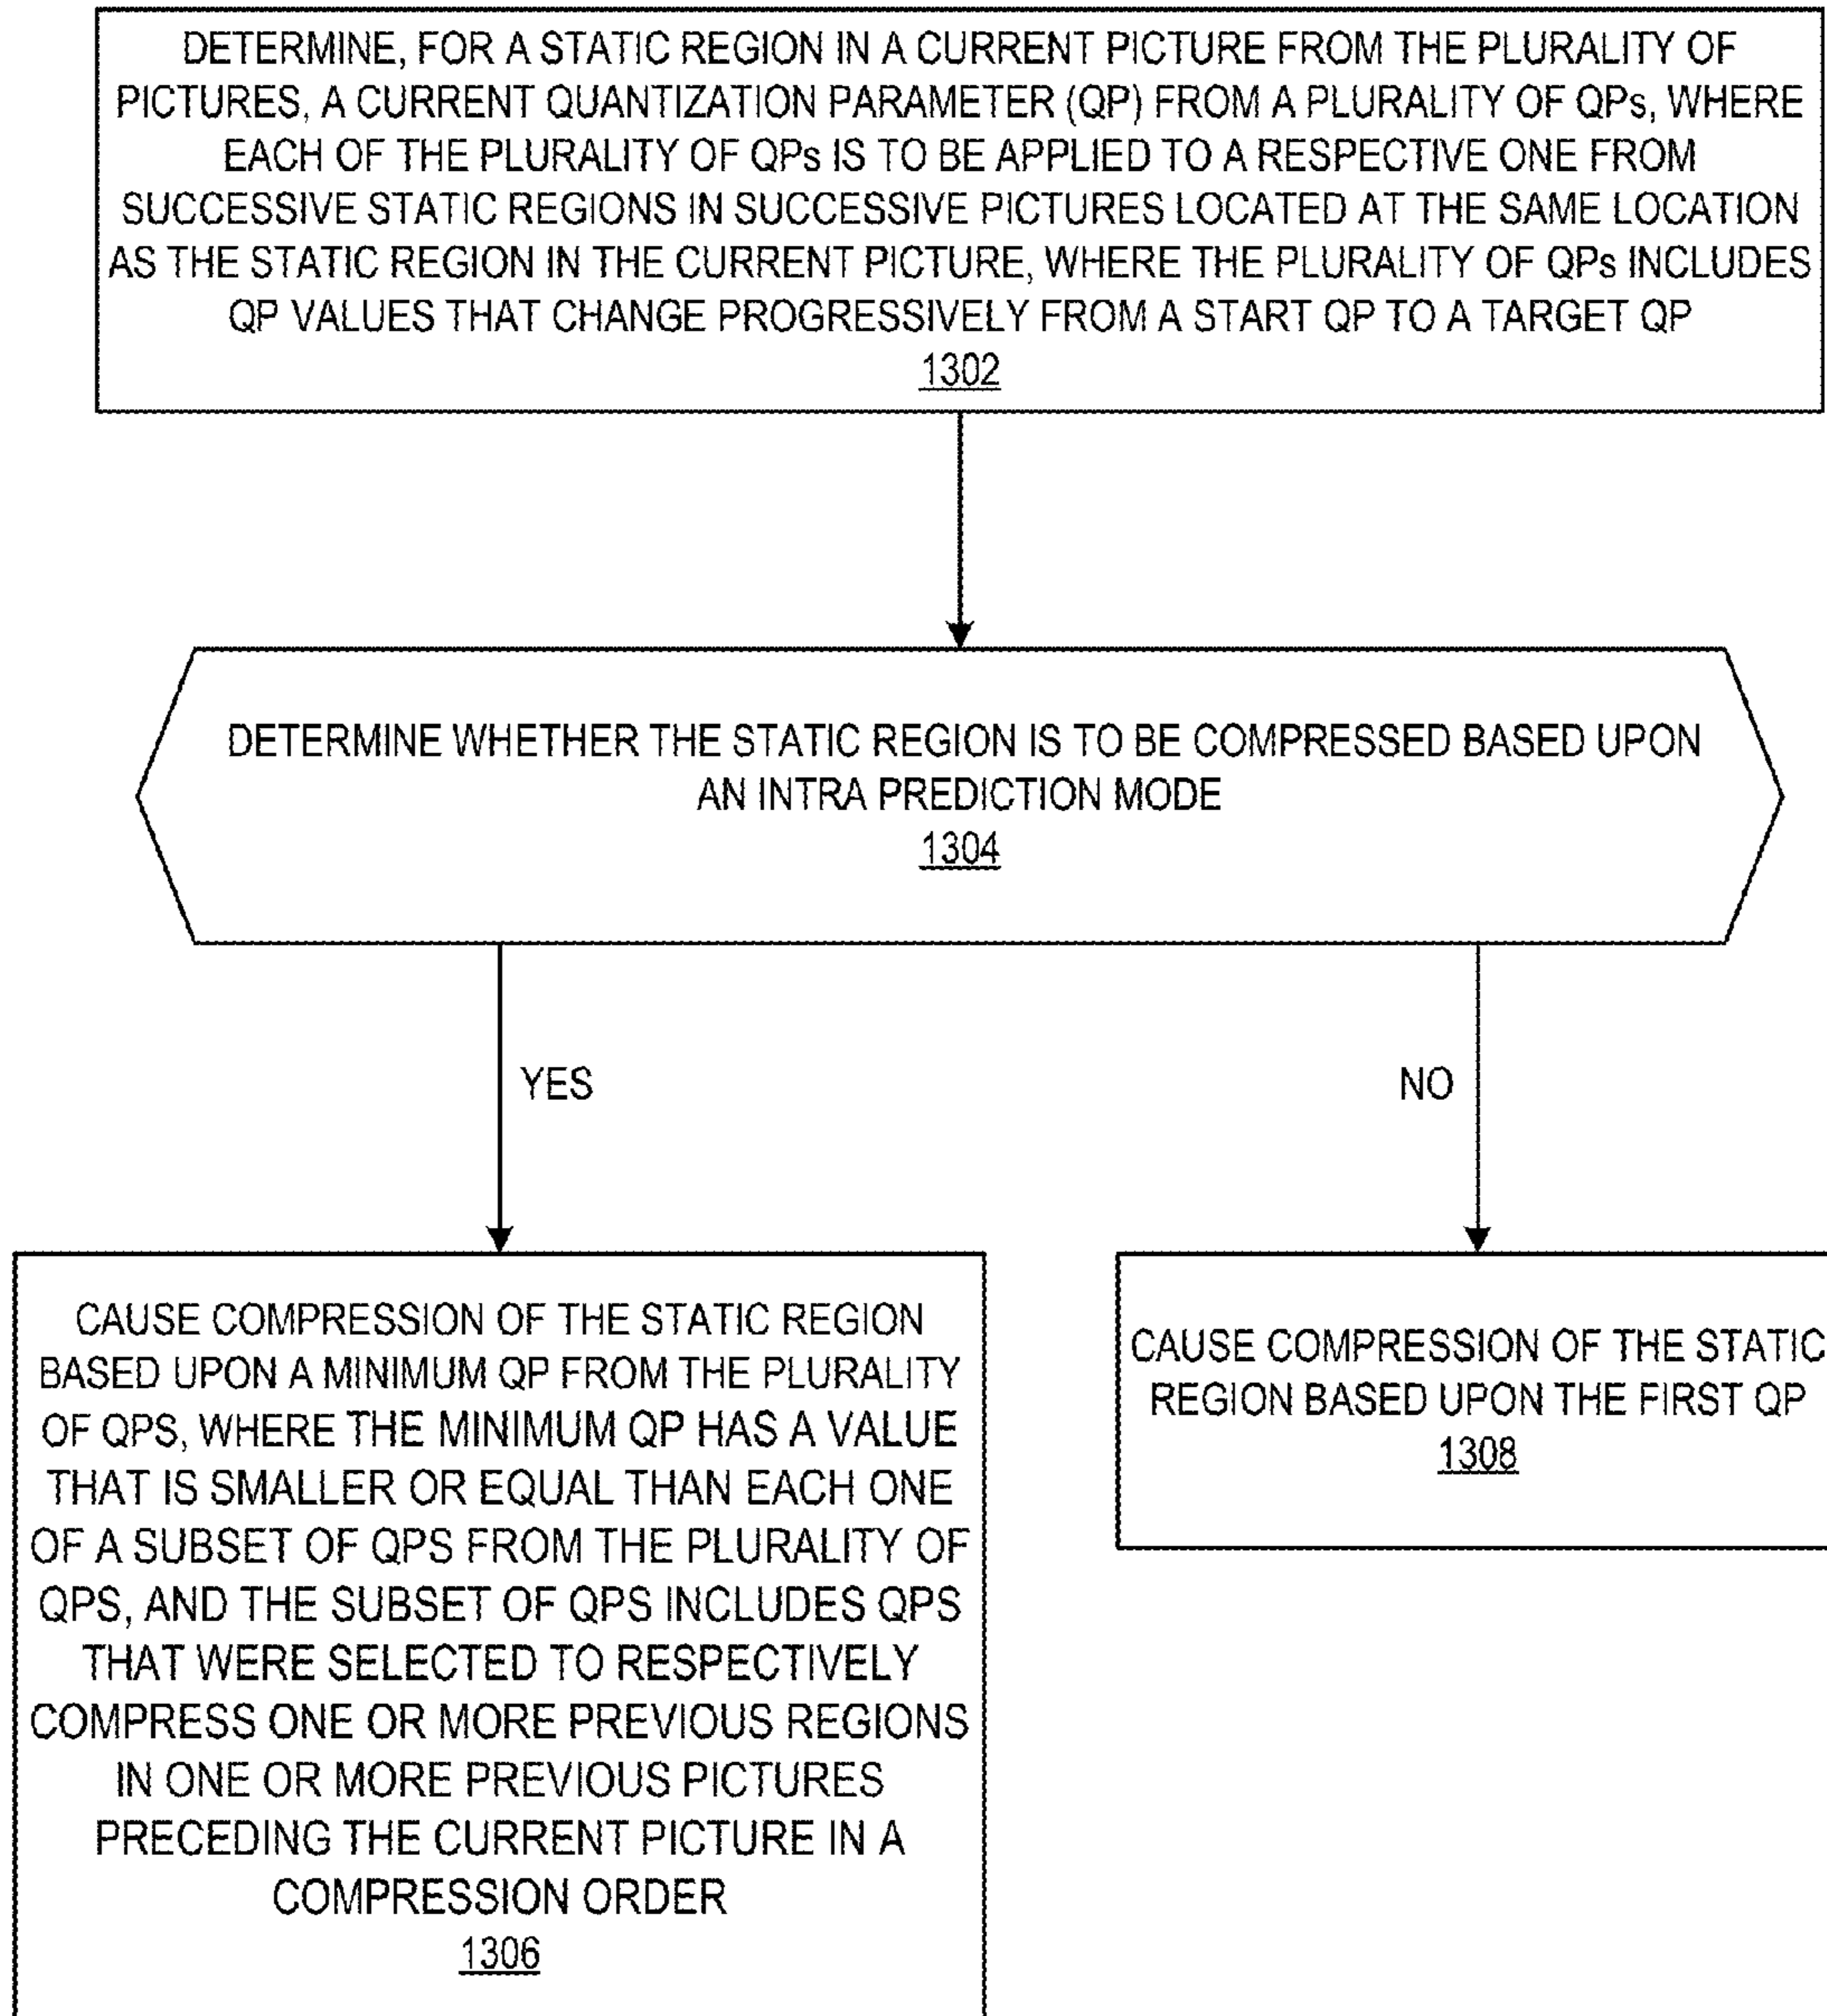 DETERMINE, FOR A STATIC REGION IN A CURRENT PICTURE FROM THE PLURALITY OF
PICTURES, A CURRENT QUANTIZATION PARAMETER (QP) FROM A PLURALITY OF QPs, WHERE
EACH OF THE PLURALITY OF QPs IS TO BE APPLIED TO A RESPECTIVE ONE FROM
SUCCESSIVE STATIC REGIONS IN SUCCESSIVE PICTURES LOCATED AT THE SAME LOCATION
AS THE STATIC REGION IN THE CURRENT PICTURE, WHERE THE PLURALITY OF QPs INCLUDES
QP VALUES THAT CHANGE PROGRESSIVELY FROM A START QP TO A TARGET QP
1302
DETERMINE WHETHER THE STATIC REGION IS TO BE COMPRESSED BASED UPON
AN INTRA PREDICTION MODE
1304
YES
NO
CAUSE COMPRESSION OF THE STATIC REGION
BASED UPON A MINIMUM QP FROM THE PLURALITY
OF QPS, WHERE THE MINIMUM QP HAS A VALUE
THAT IS SMALLER OR EQUAL THAN EACH ONE
OF A SUBSET OF QPS FROM THE PLURALITY OF
QPS, AND THE SUBSET OF QPS INCLUDES QPS
THAT WERE SELECTED TO RESPECTIVELY
COMPRESS ONE OR MORE PREVIOUS REGIONS
IN ONE OR MORE PREVIOUS PICTURES
PRECEDING THE CURRENT PICTURE IN A
COMPRESSION ORDER
1306
CAUSE COMPRESSION OF THE STATIC
REGION BASED UPON THE FIRST QP
1308